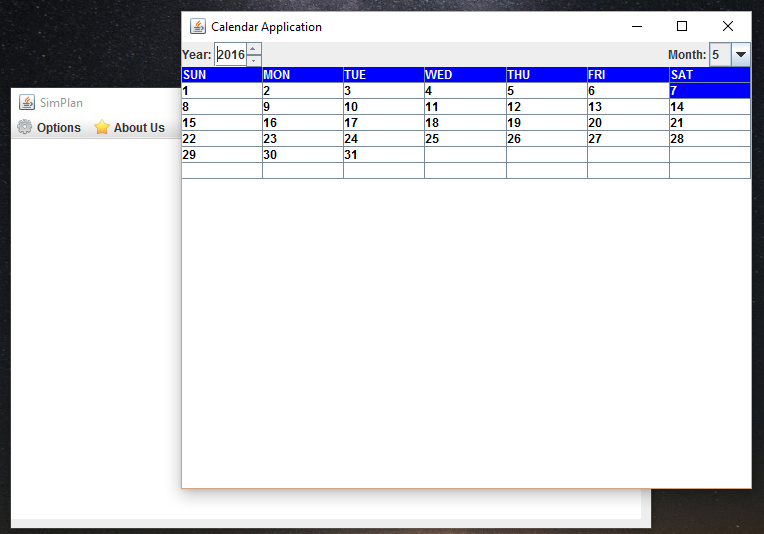 Calendar Application
Year: 2016 Month: 5
SUN MON TUE WED THU FRI SAT
1 2 3 4 5 6 7
8 9 10 11 12 13 14
15 16 17 18 19 20 21
22 23 24 25 26 27 28
29 30 31
SimPlan
Options About Us